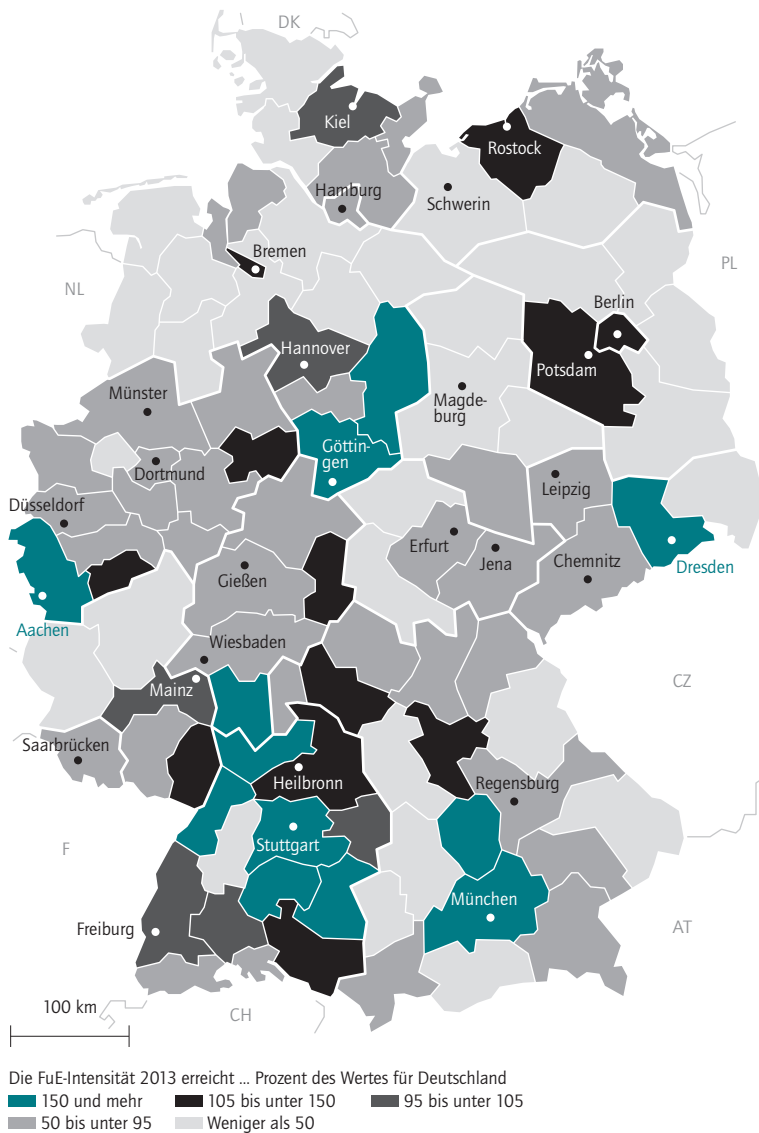 DK
Kiel
Rostock
Hamburg
Schwerin
Bremen
PL
NL
Berlin
Hannover
Potsdam
Münster
Magde-
burg
Göttin-
gen
Dortmund
Leipzig
Düsseldorf
Erfurt
Jena
Chemnitz
Dresden
Gießen
Aachen
Wiesbaden
Mainz
CZ
Saarbrücken
Heilbronn
Regensburg
Stuttgart
F
München
Freiburg
AT
100 km
CH
Die FuE-Intensität 2013 erreicht ... Prozent des Wertes für Deutschland
150 und mehr 105 bis unter 150 95 bis unter 105
50 bis unter 95 Weniger als 50